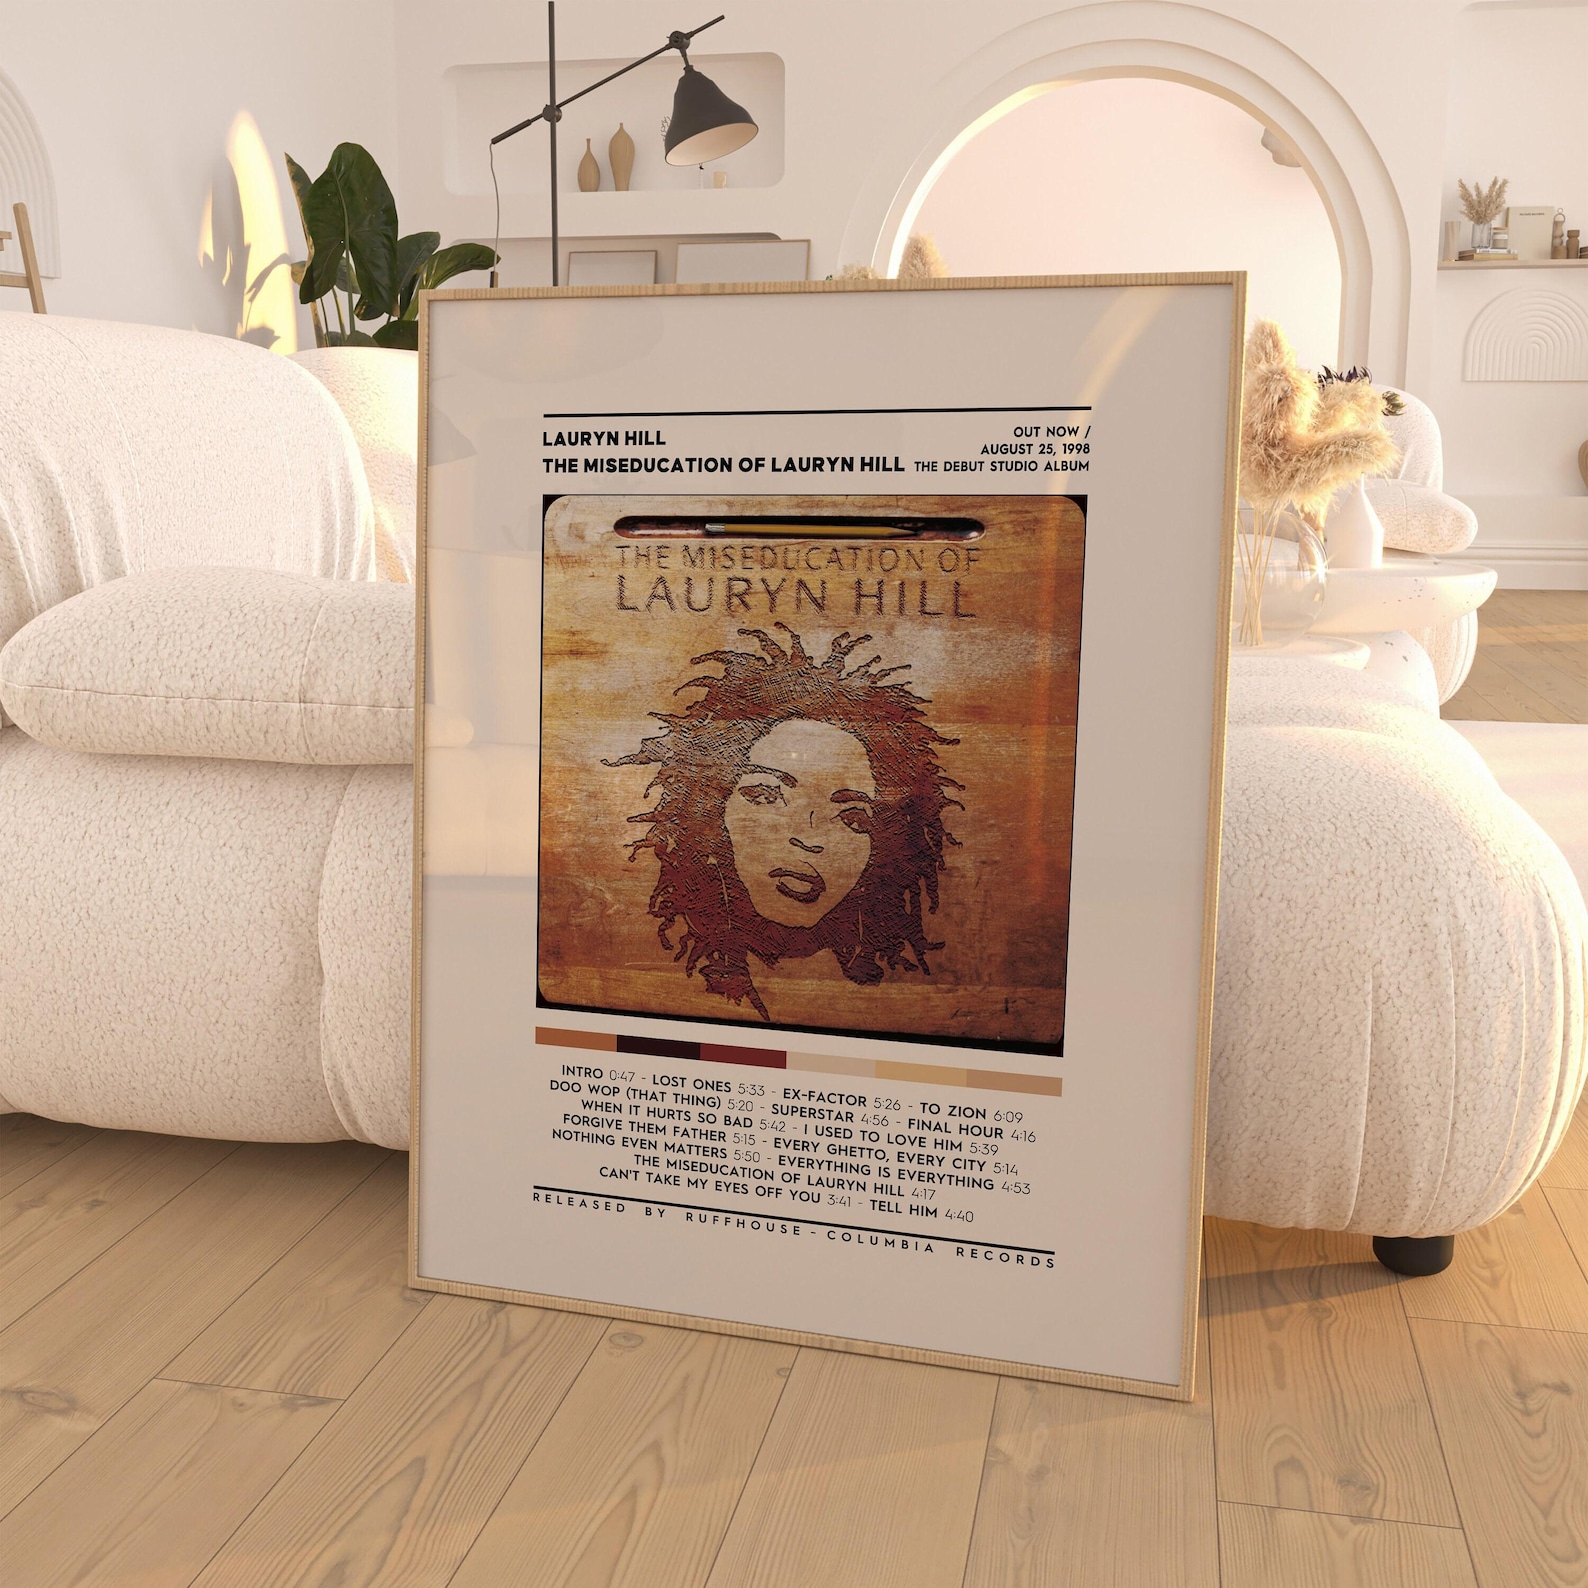 LAURYN HILL
THE MISEDUCATION OF LAURYN HILL
OUT NOW /
AUGUST 25, 1998
THE DEBUT STUDIO ALBUM
THE MISEDUCATION OF
LAURYN HILL
INTRO 0:47 - LOST ONES 5:33 - EX-FACTOR 5:26 - TO ZION 6:09
DOO WOP (THAT THING) 5:20 - SUPERSTAR 4:56 - FINAL HOUR 4:16
WHEN IT HURTS SO BAD 5:42 - I USED TO LOVE HIM 5:39
FORGIVE THEM FATHER 5:15 - EVERY GHETTO, EVERY CITY 5:14
NOTHING EVEN MATTERS 5:50 - EVERYTHING IS EVERYTHING 4:53
THE MISEDUCATION OF LAURYN HILL 4:17
CAN'T TAKE MY EYES OFF YOU 3:41 - TELL HIM 4:40
RELEASED BY RUFFHOUSE - COLUMBIA RECORDS